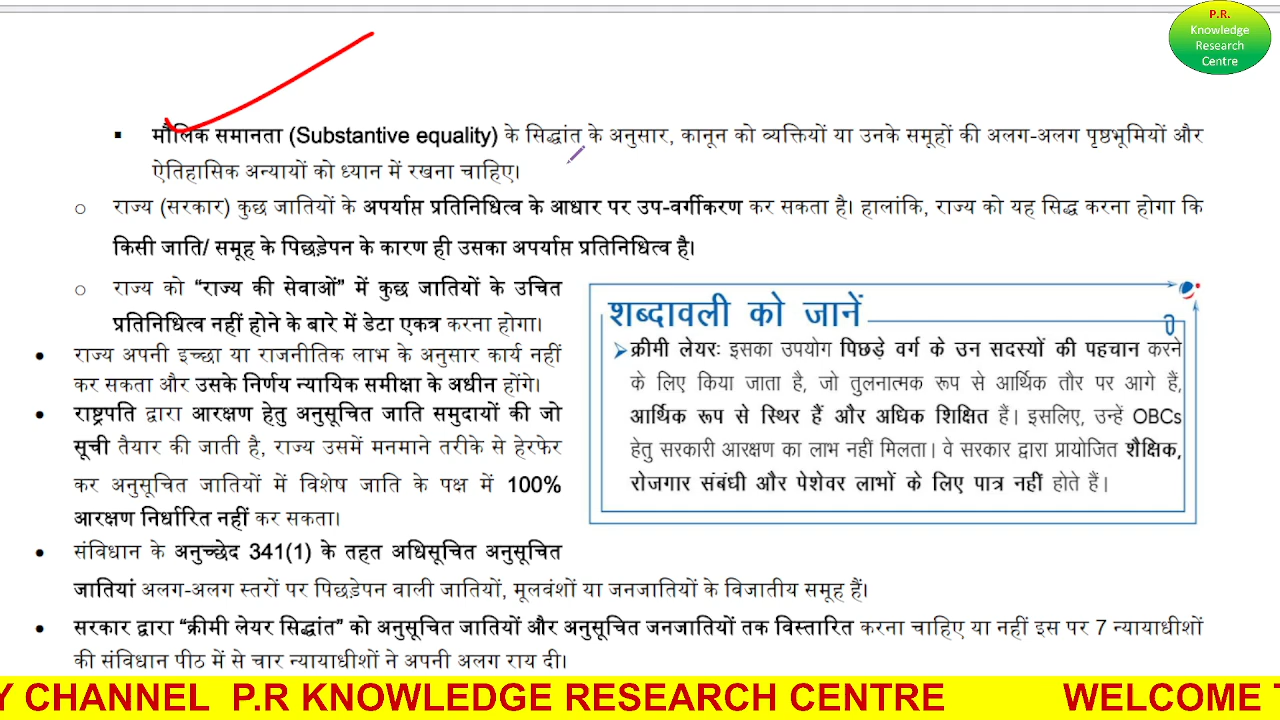 P.R.
Knowledge
Research
Centre
▪ मौलिक समानता (Substantive equality) के सिद्धांत के अनुसार, कानून को व्यक्तियों या उनके समूहों की अलग-अलग पृष्ठभूमियों और
ऐतिहासिक अन्यायों को ध्यान में रखना चाहिए।
○ राज्य (सरकार) कुछ जातियों के अपर्याप्त प्रतिनिधित्व के आधार पर उप-वर्गीकरण कर सकता है। हालांकि, राज्य को यह सिद्ध करना होगा कि
किसी जाति/ समूह के पिछड़ेपन के कारण ही उसका अपर्याप्त प्रतिनिधित्व है।
○ राज्य को “राज्य की सेवाओं” में कुछ जातियों के उचित
प्रतिनिधित्व नहीं होने के बारे में डेटा एकत्र करना होगा।
● राज्य अपनी इच्छा या राजनीतिक लाभ के अनुसार कार्य नहीं
कर सकता और उसके निर्णय न्यायिक समीक्षा के अधीन होंगे।
● राष्ट्रपति द्वारा आरक्षण हेतु अनुसूचित जाति समुदायों की जो
सूची तैयार की जाती है, राज्य उसमें मनमाने तरीके से हेरफेर
कर अनुसूचित जातियों में विशेष जाति के पक्ष में 100%
आरक्षण निर्धारित नहीं कर सकता।
● संविधान के अनुच्छेद 341(1) के तहत अधिसूचित अनुसूचित
जातियां अलग-अलग स्तरों पर पिछड़ेपन वाली जातियों, मूलवंशों या जनजातियों के विजातीय समूह हैं।
● सरकार द्वारा “क्रीमी लेयर सिद्धांत” को अनुसूचित जातियों और अनुसूचित जनजातियों तक विस्तारित करना चाहिए या नहीं इस पर 7 न्यायाधीशों
की संविधान पीठ में से चार न्यायाधीशों ने अपनी अलग राय दी।
शब्दावली को जानें
➤क्रीमी लेयरः इसका उपयोग पिछड़े वर्ग के उन सदस्यों की पहचान करने
के लिए किया जाता है, जो तुलनात्मक रूप से आर्थिक तौर पर आगे हैं,
आर्थिक रूप से स्थिर हैं और अधिक शिक्षित हैं। इसलिए, उन्हें OBCs
हेतु सरकारी आरक्षण का लाभ नहीं मिलता। वे सरकार द्वारा प्रायोजित शैक्षिक,
रोजगार संबंधी और पेशेवर लाभों के लिए पात्र नहीं होते हैं।
Y CHANNEL P.R KNOWLEDGE RESEARCH CENTRE WELCOME T